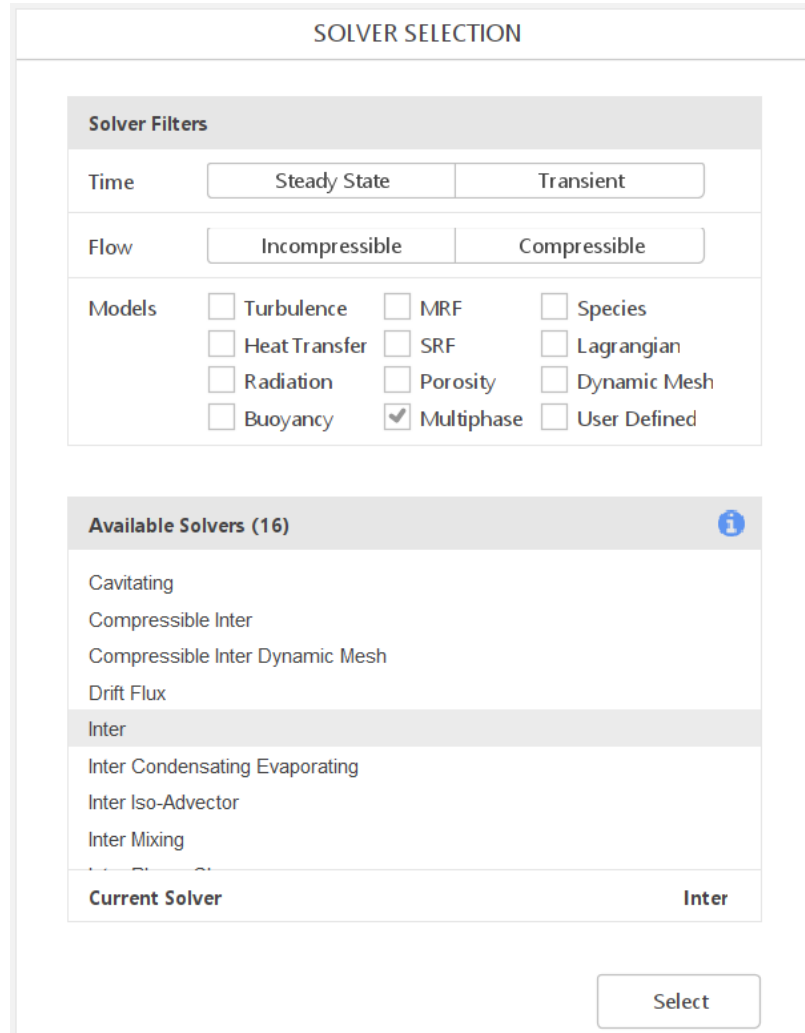 SOLVER SELECTION
Solver Filters
Time Steady State Transient
Flow Incompressible Compressible
Models Turbulence MRF Species
Heat Transfer SRF Lagrangian
Radiation Porosity Dynamic Mesh
Buoyancy Multiphase User Defined
Available Solvers (16)
Cavitating
Compressible Inter
Compressible Inter Dynamic Mesh
Drift Flux
Inter
Inter Condensating Evaporating
Inter Iso-Advector
Inter Mixing
Current Solver Inter
Select